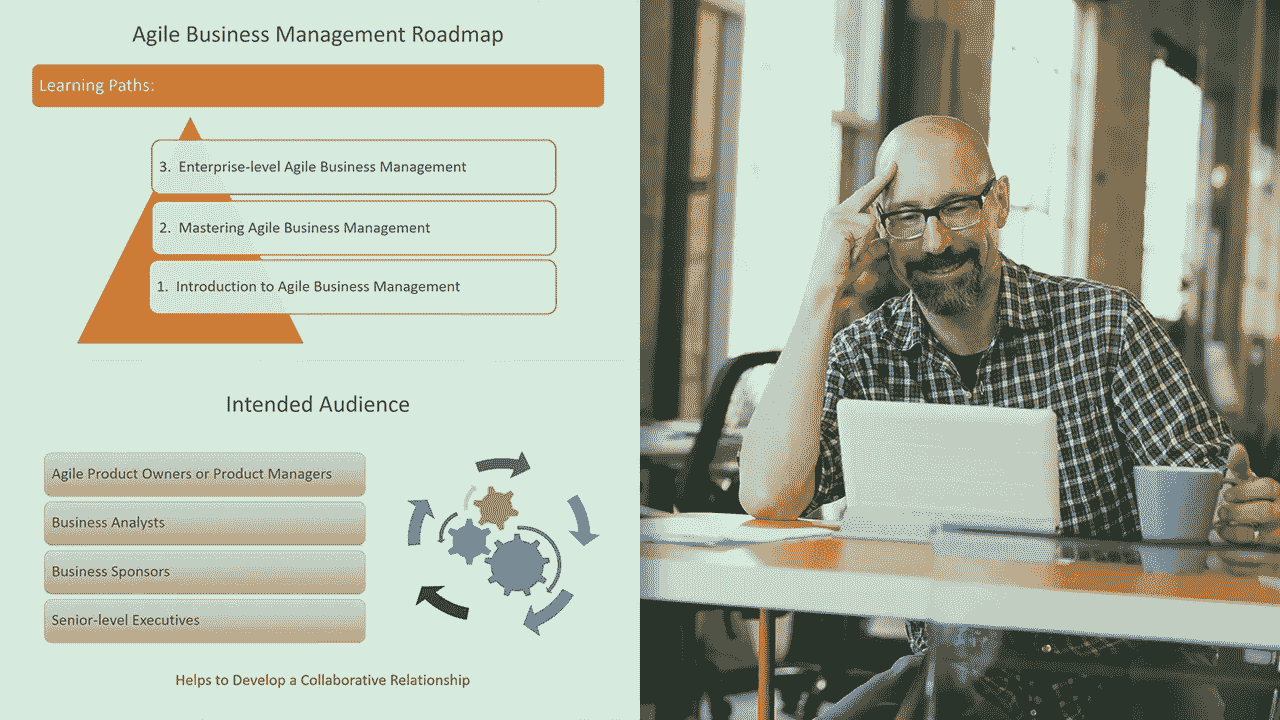 Agile Business Management Roadmap
Learning Paths:
3. Enterprise-level Agile Business Management
2. Mastering Agile Business Management
1. Introduction to Agile Business Management
Intended Audience
Agile Product Owners or Product Managers
Business Analysts
Business Sponsors
Senior-level Executives
Helps to Develop a Collaborative Relationship